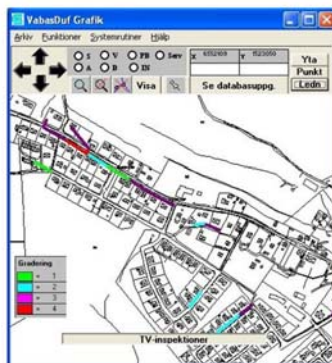 VabasDuf Grafik
Arkiv Funktioner Systemrutiner Hjälp
S V PB Serv
A B IN
X Y
Yta
Punkt
Ledn
Visa
Se databasuppg.
Gradering
= 1
= 2
= 3
= 4
TV-inspektioner